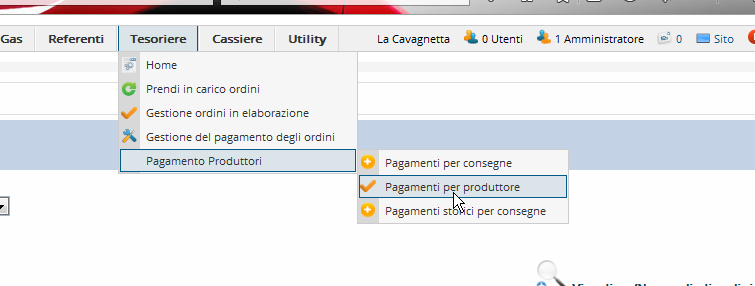 Gas Referenti Tesoriere Cassiere Utility La Cavagnetta 0 Utenti 1 Amministratore 0 Sito
Home
Prendi in carico ordini
Gestione ordini in elaborazione
Gestione del pagamento degli ordini
Pagamento Produttori
Pagamenti per consegne
Pagamenti per produttore
Pagamenti storici per consegne